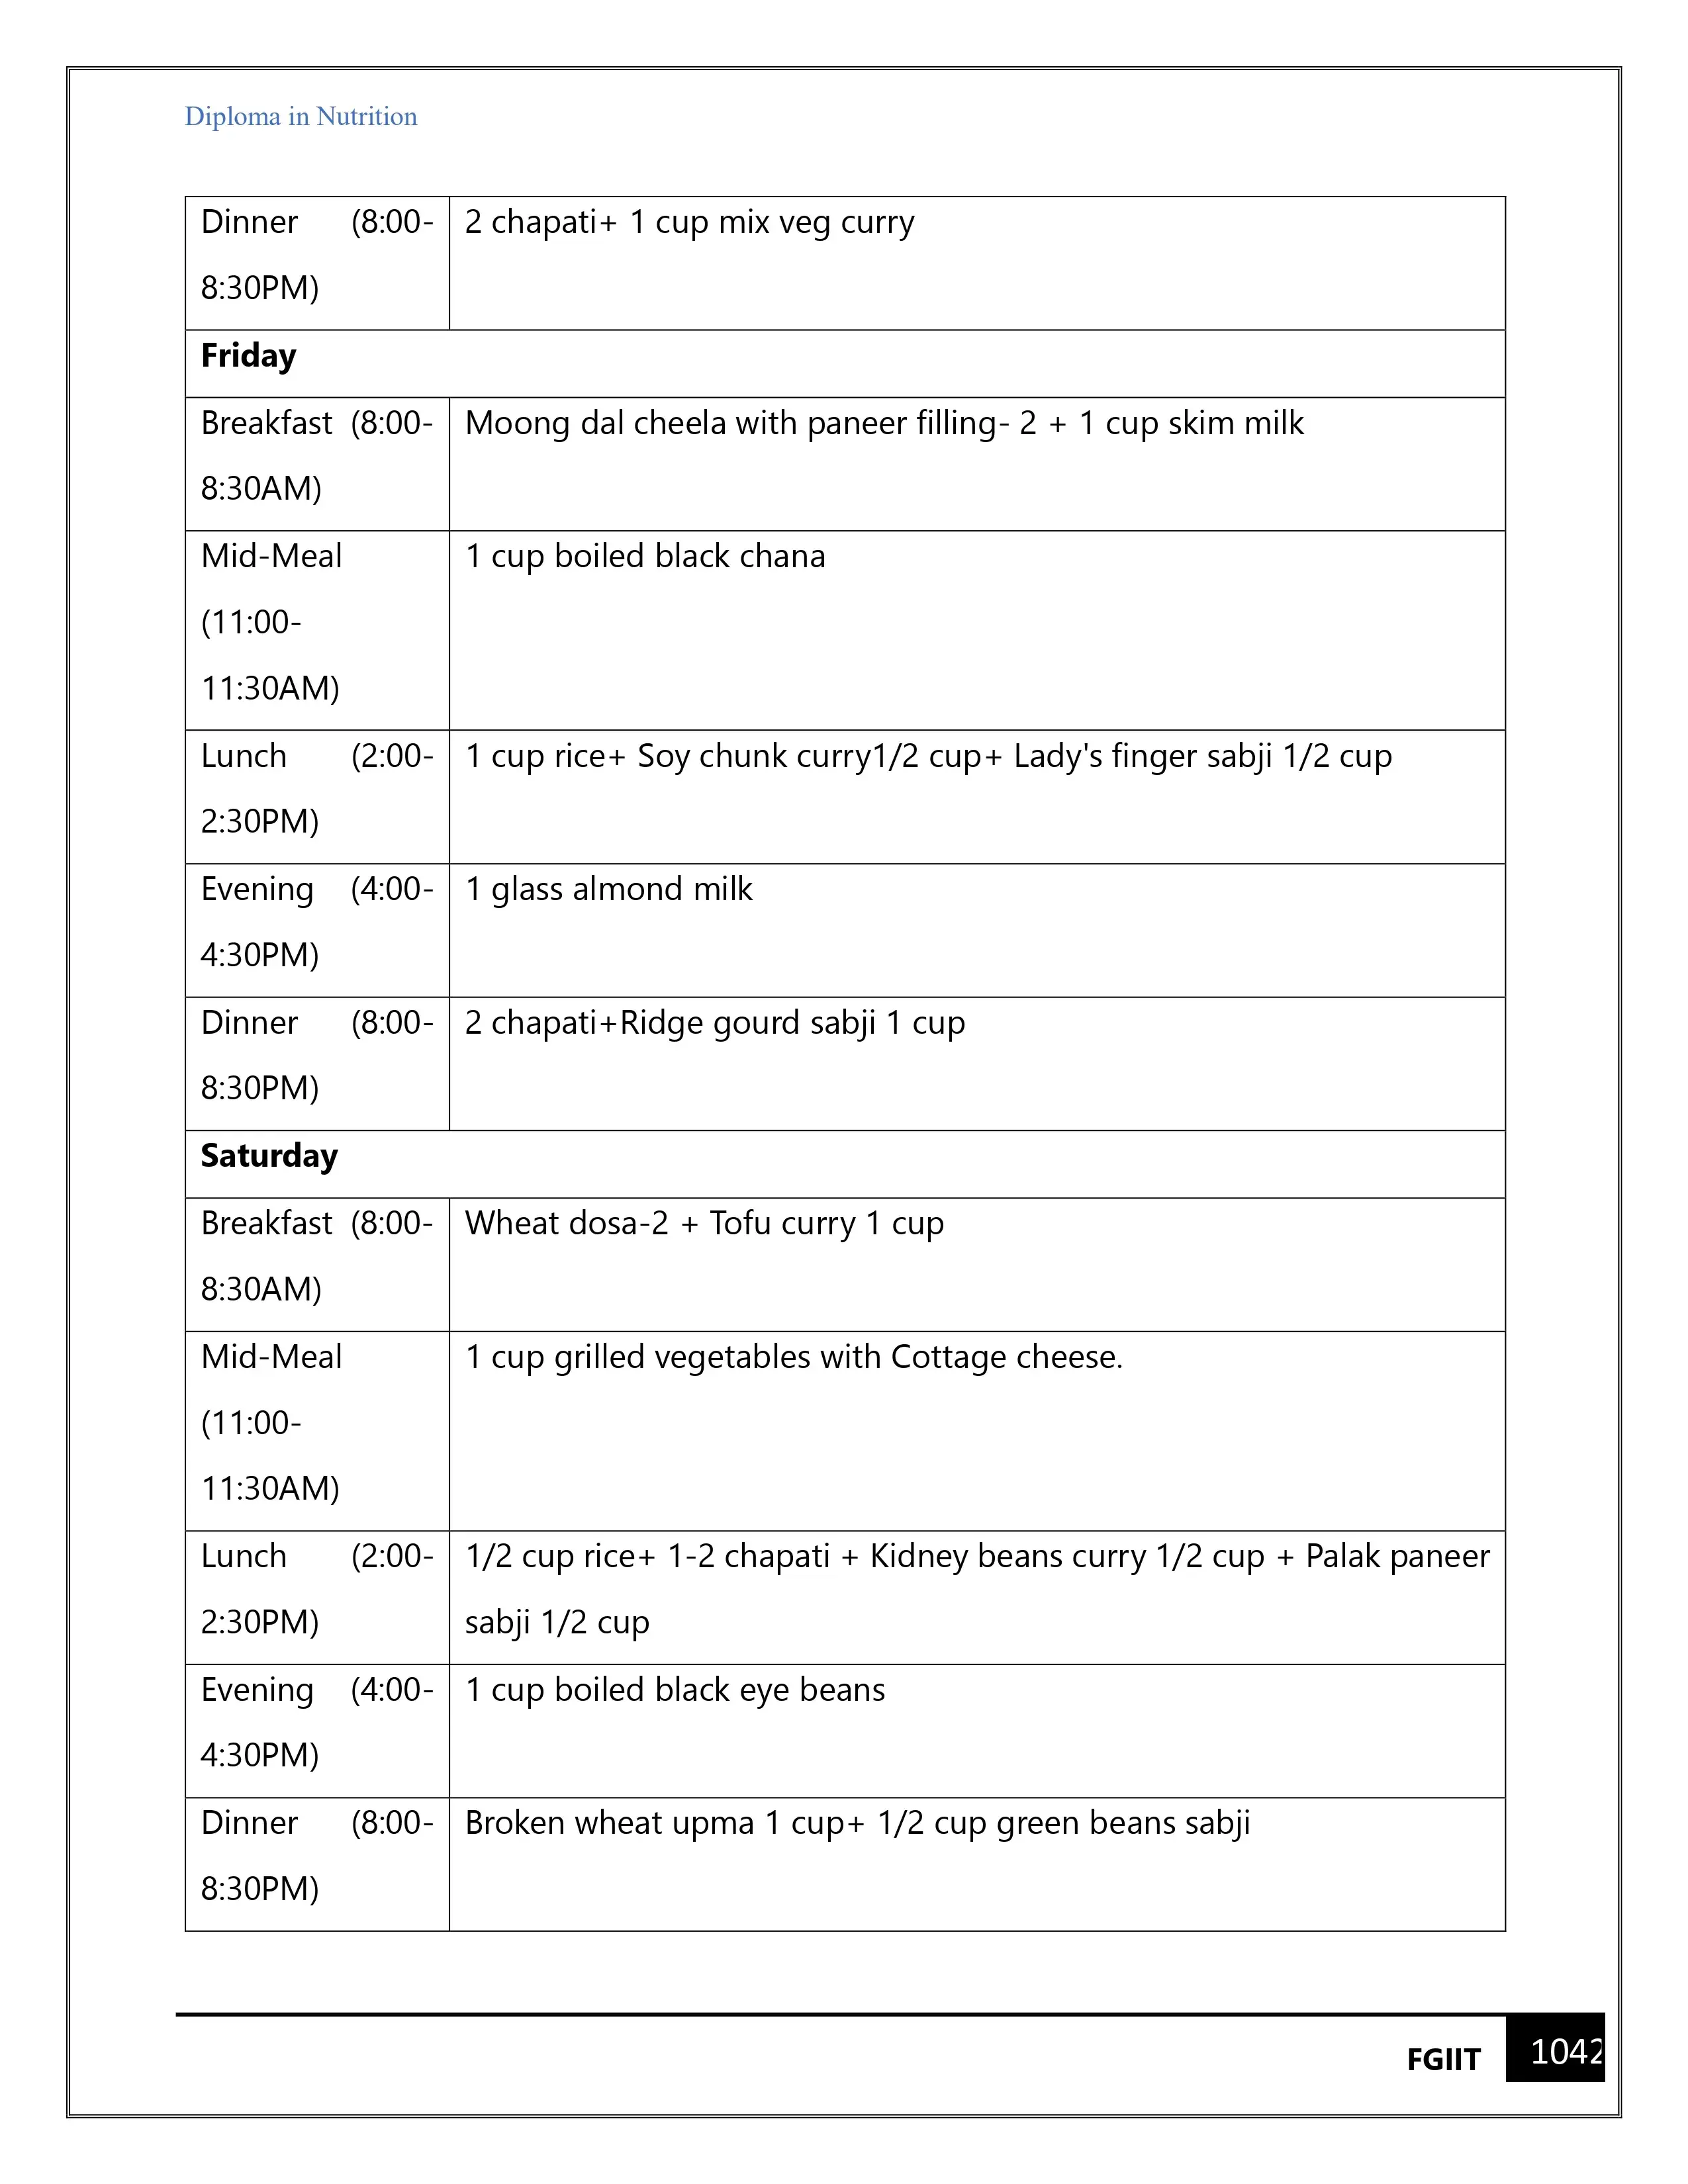 Diploma in Nutrition
Dinner (8:00-
8:30PM)
2 chapati+ 1 cup mix veg curry
Friday
Breakfast (8:00-
8:30AM)
Moong dal cheela with paneer filling- 2 + 1 cup skim milk
Mid-Meal
(11:00-
11:30AM)
1 cup boiled black chana
Lunch (2:00-
2:30PM)
1 cup rice+ Soy chunk curry1/2 cup+ Lady's finger sabji 1/2 cup
Evening (4:00-
4:30PM)
1 glass almond milk
Dinner (8:00-
8:30PM)
2 chapati+Ridge gourd sabji 1 cup
Saturday
Breakfast (8:00-
8:30AM)
Wheat dosa-2 + Tofu curry 1 cup
Mid-Meal
(11:00-
11:30AM)
1 cup grilled vegetables with Cottage cheese.
Lunch (2:00-
2:30PM)
1/2 cup rice+ 1-2 chapati + Kidney beans curry 1/2 cup + Palak paneer
sabji 1/2 cup
Evening (4:00-
4:30PM)
1 cup boiled black eye beans
Dinner (8:00-
8:30PM)
Broken wheat upma 1 cup+ 1/2 cup green beans sabji
FGIIT 1042